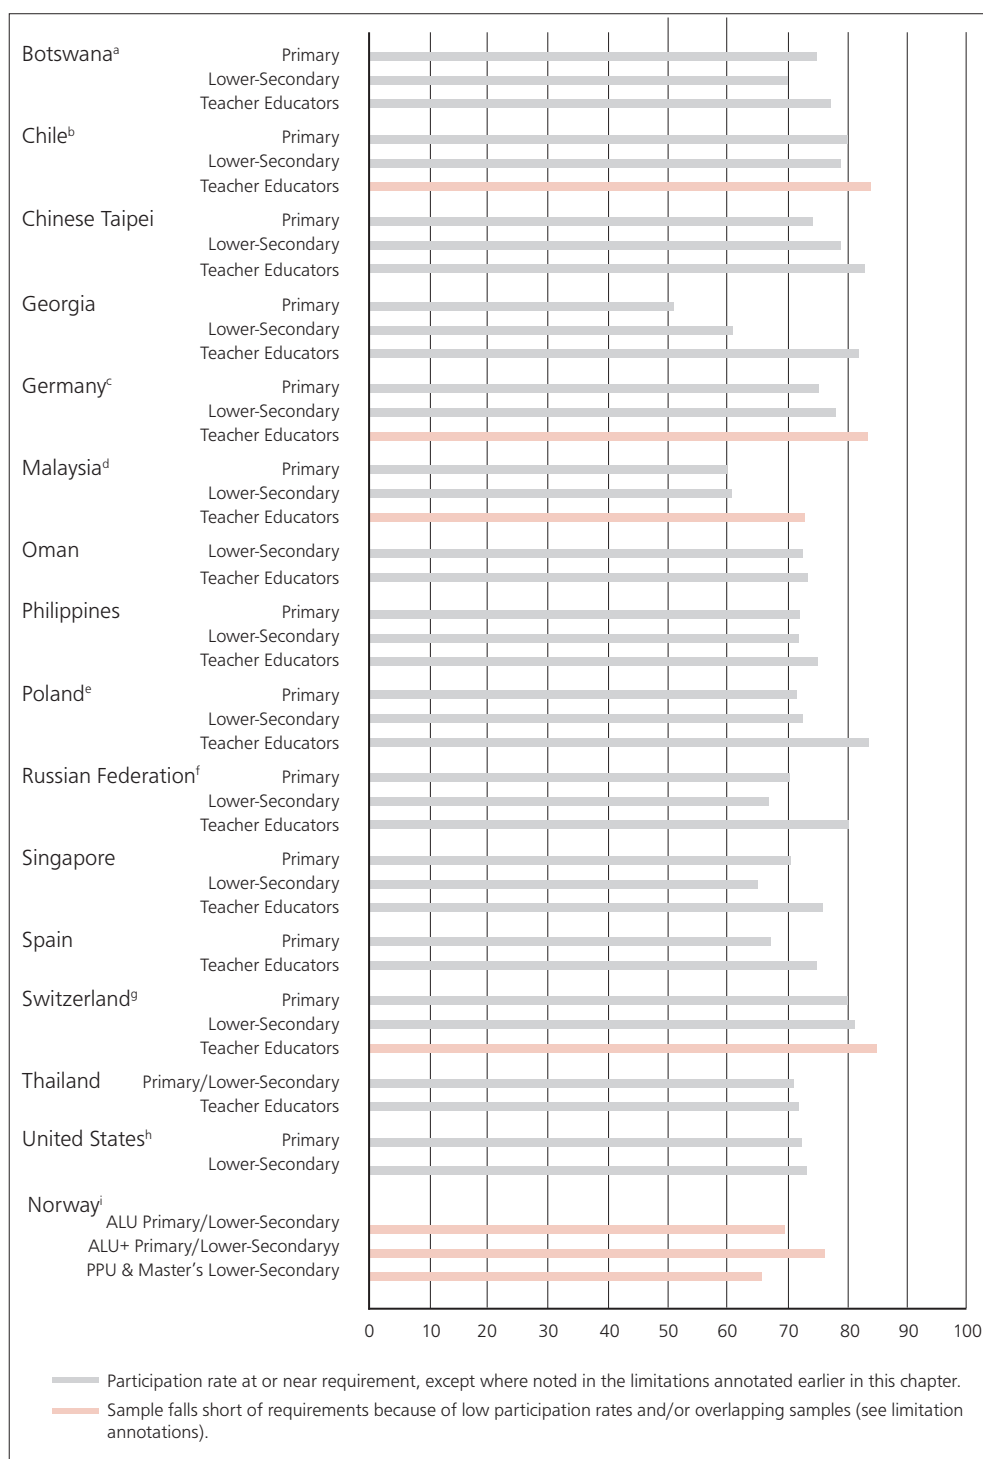 Botswanaᵃ Primary
Lower-Secondary
Teacher Educators
Chileᵇ Primary
Lower-Secondary
Teacher Educators
Chinese Taipei Primary
Lower-Secondary
Teacher Educators
Georgia Primary
Lower-Secondary
Teacher Educators
Germanyᶜ Primary
Lower-Secondary
Teacher Educators
Malaysiaᵈ Primary
Lower-Secondary
Teacher Educators
Oman Lower-Secondary
Teacher Educators
Philippines Primary
Lower-Secondary
Teacher Educators
Polandᵉ Primary
Lower-Secondary
Teacher Educators
Russian Federationᶠ Primary
Lower-Secondary
Teacher Educators
Singapore Primary
Lower-Secondary
Teacher Educators
Spain Primary
Teacher Educators
Switzerlandᵍ Primary
Lower-Secondary
Teacher Educators
Thailand Primary/Lower-Secondary
Teacher Educators
United Statesʰ Primary
Lower-Secondary
Norwayⁱ
ALU Primary/Lower-Secondary
ALU+ Primary/Lower-Secondaryy
PPU & Master's Lower-Secondary
0 10 20 30 40 50 60 70 80 90 100
Participation rate at or near requirement, except where noted in the limitations annotated earlier in this chapter.
Sample falls short of requirements because of low participation rates and/or overlapping samples (see limitation
annotations).